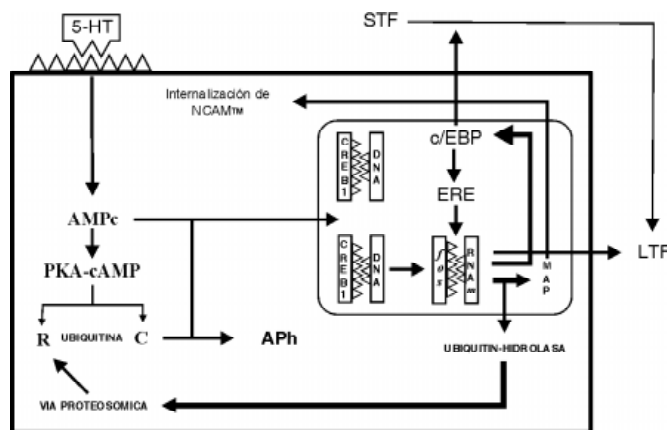 5-HT
STF
Internalización de
NCAM™
CREB1
DNA
c/EBP
ERE
AMPc
PKA-cAMP
CREB1
DNA
fos
RNAm
MAP
LTF
R
UBIQUITINA
C
APh
UBIQUITIN-HIDROLASA
VIA PROTEOSOMICA